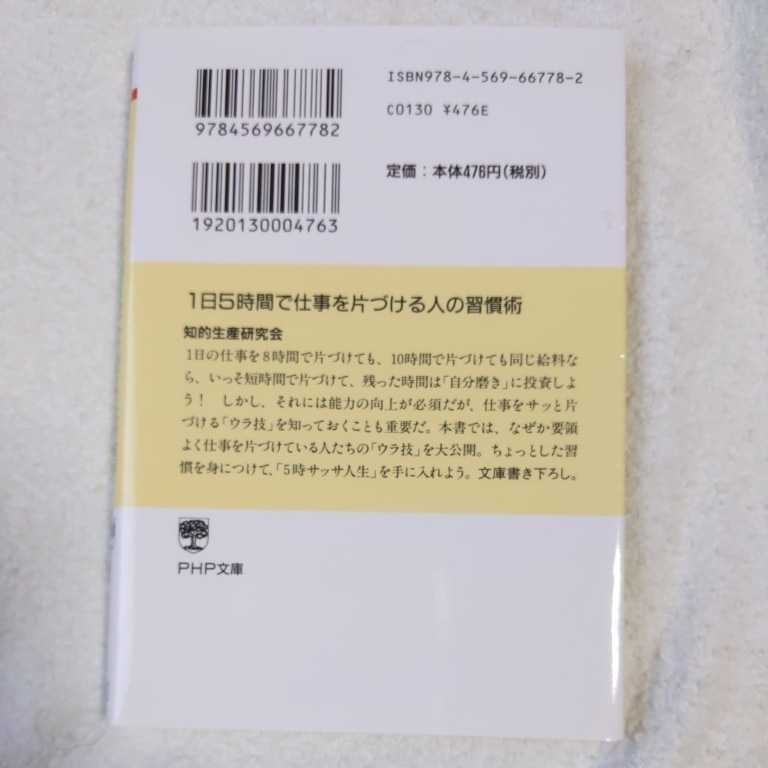 ISBN978-4-569-66778-2
C0130 ¥476E
9784569667782
定価：本体476円(税別)
1920130004763
1日5時間で仕事を片づける人の習慣術
知的生産研究会
1日の仕事を8時間で片づけても、10時間で片づけても同じ給料な
ら、いっそ短時間で片づけて、残った時間は「自分磨き」に投資しよ
う！　しかし、それには能力の向上が必須だが、仕事をサッと片
づける「ウラ技」を知っておくことも重要だ。本書では、なぜか要領
よく仕事を片づけている人たちの「ウラ技」を大公開。ちょっとした習
慣を身につけて、「5時サッサ人生」を手に入れよう。文庫書き下ろし。
PHP文庫